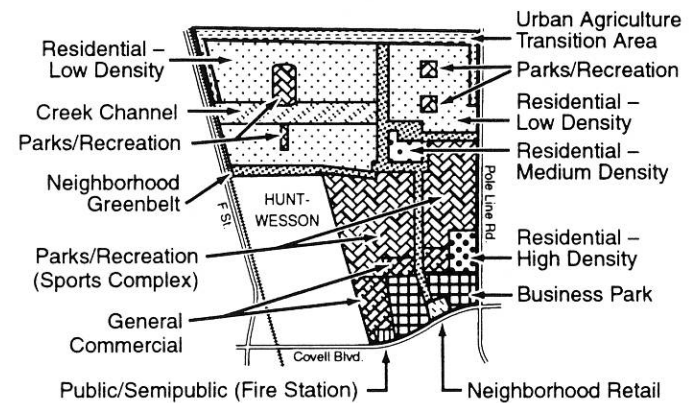 Urban Agriculture
Transition Area
Residential –
Low Density
Parks/Recreation
Creek Channel
Residential –
Low Density
Parks/Recreation
Residential –
Medium Density
Neighborhood
Greenbelt
HUNT-
WESSON
F St.
Pole Line Rd.
Parks/Recreation
(Sports Complex)
Residential –
High Density
Business Park
General
Commercial
Covell Blvd.
Public/Semipublic (Fire Station)
Neighborhood Retail